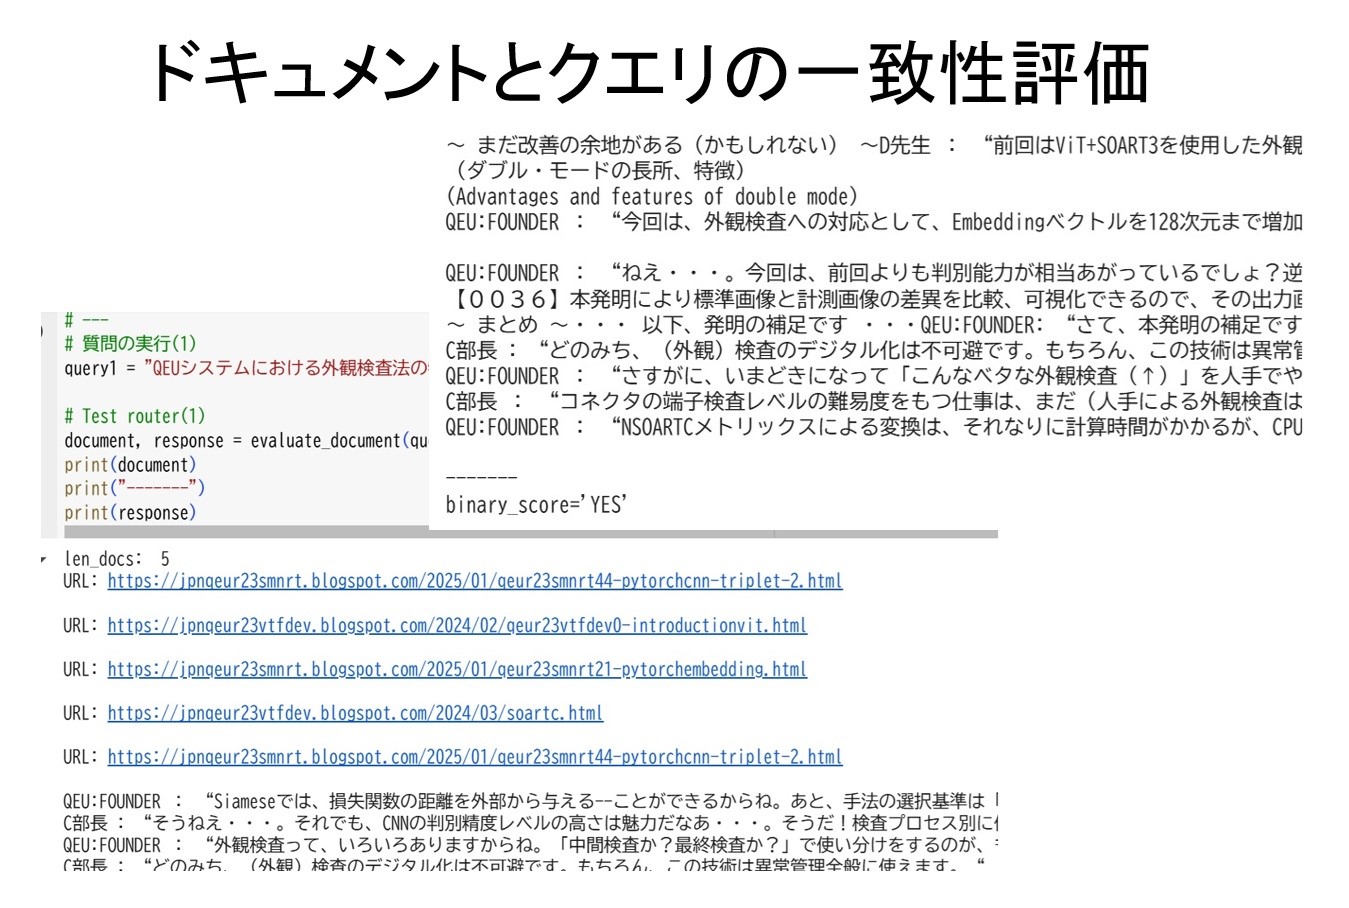 ドキュメントとクエリの一致性評価
～ まだ改善の余地がある（かもしれない） ～D先生 ： “前回はViT+SOART3を使用した外観
（ダブル・モードの長所、特徴）
(Advantages and features of double mode)
QEU:FOUNDER ： “今回は、外観検査への対応として、Embeddingベクトルを128次元まで増加
QEU:FOUNDER ： “ねえ・・・。今回は、前回よりも判別能力が相当あがっているでしょ？逆
【００３６】本発明により標準画像と計測画像の差異を比較、可視化できるので、その出力画
～ まとめ ～・・・ 以下、発明の補足です ・・・QEU:FOUNDER: “さて、本発明の補足です
C部長 : “どのみち、（外観）検査のデジタル化は不可避です。もちろん、この技術は異常管
QEU:FOUNDER ： “さすがに、いまどきになって「こんなベタな外観検査（↑）」を人手でや
C部長 ： “コネクタの端子検査レベルの難易度をもつ仕事は、まだ（人手による外観検査は
QEU:FOUNDER ： “NSOARTCメトリックスによる変換は、それなりに計算時間がかかるが、CPU
-------
binary_score='YES'
# ---
# 質問の実行(1)
query1 = "QEUシステムにおける外観検査法の
# Test router(1)
document, response = evaluate_document(qu
print(document)
print("-------")
print(response)
len_docs: 5
URL: https://jpnqeur23smnrt.blogspot.com/2025/01/qeur23smnrt44-pytorchcnn-triplet-2.html
URL: https://jpnqeur23vtfdev.blogspot.com/2024/02/qeur23vtfdev0-introductionvit.html
URL: https://jpnqeur23smnrt.blogspot.com/2025/01/qeur23smnrt21-pytorchembedding.html
URL: https://jpnqeur23vtfdev.blogspot.com/2024/03/soartc.html
URL: https://jpnqeur23smnrt.blogspot.com/2025/01/qeur23smnrt44-pytorchcnn-triplet-2.html
QEU:FOUNDER ： “Siameseでは、損失関数の距離を外部から与える--ことができるからね。あと、手法の選択基準は「
C部長 : “そうねえ・・・。それでも、CNNの判別精度レベルの高さは魅力だなあ・・・。そうだ！検査プロセス別に
QEU:FOUNDER ： “外観検査って、いろいろありますからね。「中間検査か？最終検査か？」で使い分けをするのが、
C部長 : “どのみち、（外観）検査のデジタル化は不可避です。もちろん、この技術は異常管理全般に使えます。“